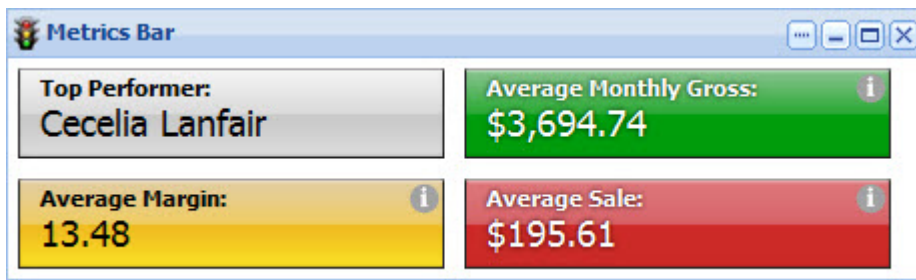 Metrics Bar
Top Performer:
Cecelia Lanfair
Average Monthly Gross:
$3,694.74
Average Margin:
13.48
Average Sale:
$195.61